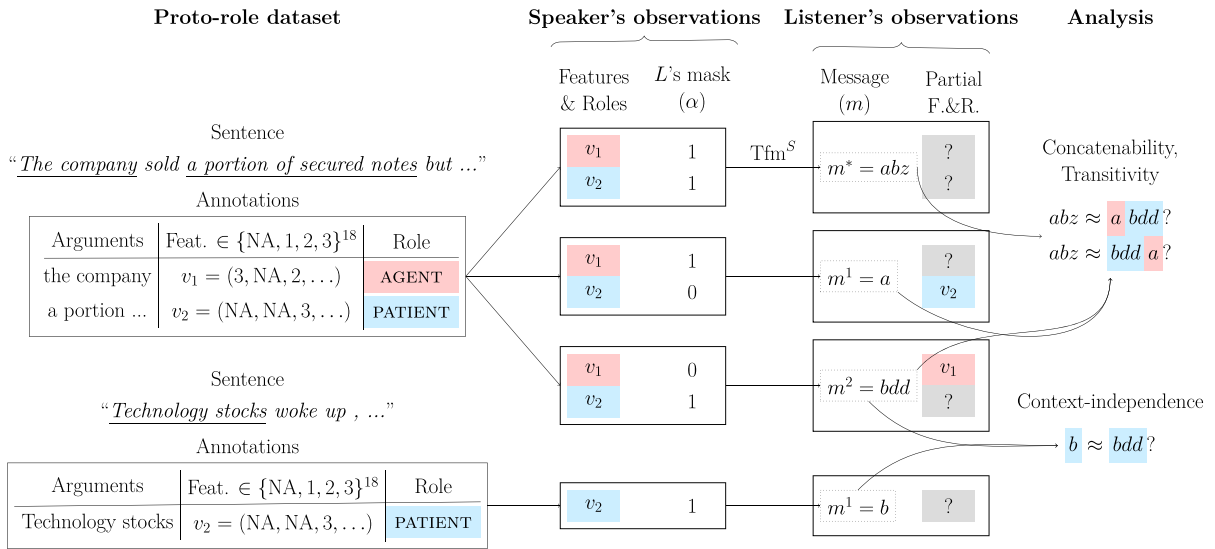 Proto-role dataset
Speaker's observations
Listener's observations
Analysis
Features
& Roles
L's mask
(α)
Message
(m)
Partial
F.&R.
Sentence
“The company sold a portion of secured notes but ...”
Annotations
Arguments Feat. ∈ {NA, 1, 2, 3}¹⁸ Role
the company v₁ = (3, NA, 2, . . .) AGENT
a portion ... v₂ = (NA, NA, 3, . . .) PATIENT
Sentence
“Technology stocks woke up , ...”
Annotations
Arguments Feat. ∈ {NA, 1, 2, 3}¹⁸ Role
Technology stocks v₂ = (NA, NA, 3, . . .) PATIENT
v₁ 1
v₂ 1
v₁ 1
v₂ 0
v₁ 0
v₂ 1
v₂ 1
Tfmˢ
m* = abz
?
?
m¹ = a
?
v₂
m² = bdd
v₁
?
m¹ = b
?
Concatenability,
Transitivity
abz ≈ a bdd?
abz ≈ bdd a?
Context-independence
b ≈ bdd?